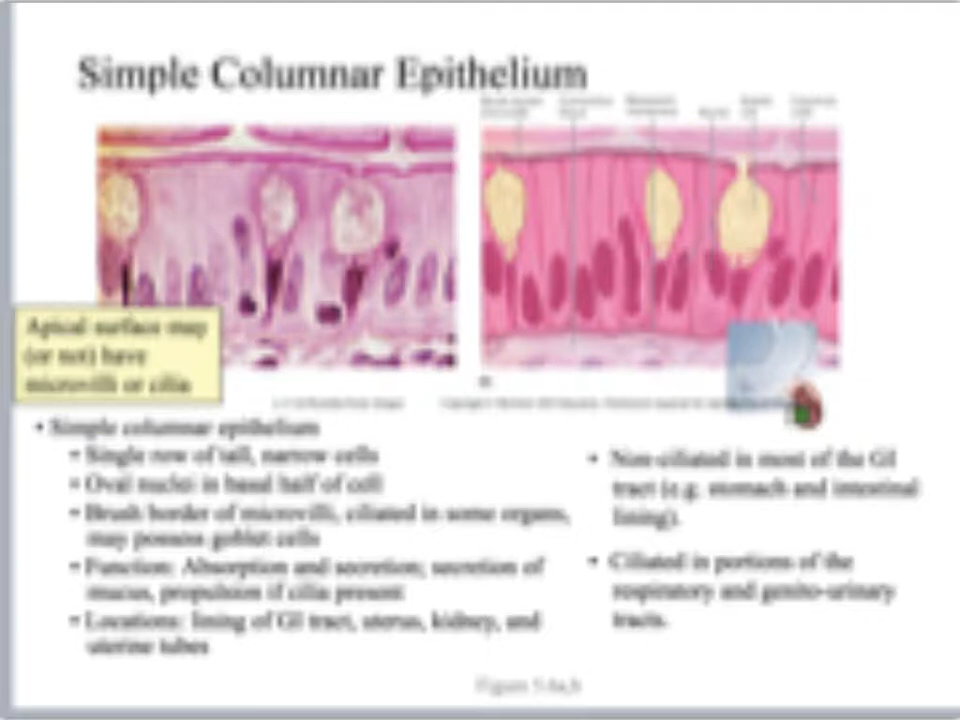 Simple Columnar Epithelium
Apical surface may
(or not) have
microvilli or cilia
• Simple columnar epithelium
• Single row of tall, narrow cells
• Oval nuclei in basal half of cell
• Brush border of microvilli, ciliated in some organs,
may possess goblet cells
• Function: Absorption and secretion; secretion of
mucus, propulsion if cilia present
• Locations: lining of GI tract, uterus, kidney, and
uterine tubes
• Non-ciliated in most of the GI
tract (e.g. stomach and intestinal
lining).
• Ciliated in portions of the
respiratory and genito-urinary
tracts.
Figure